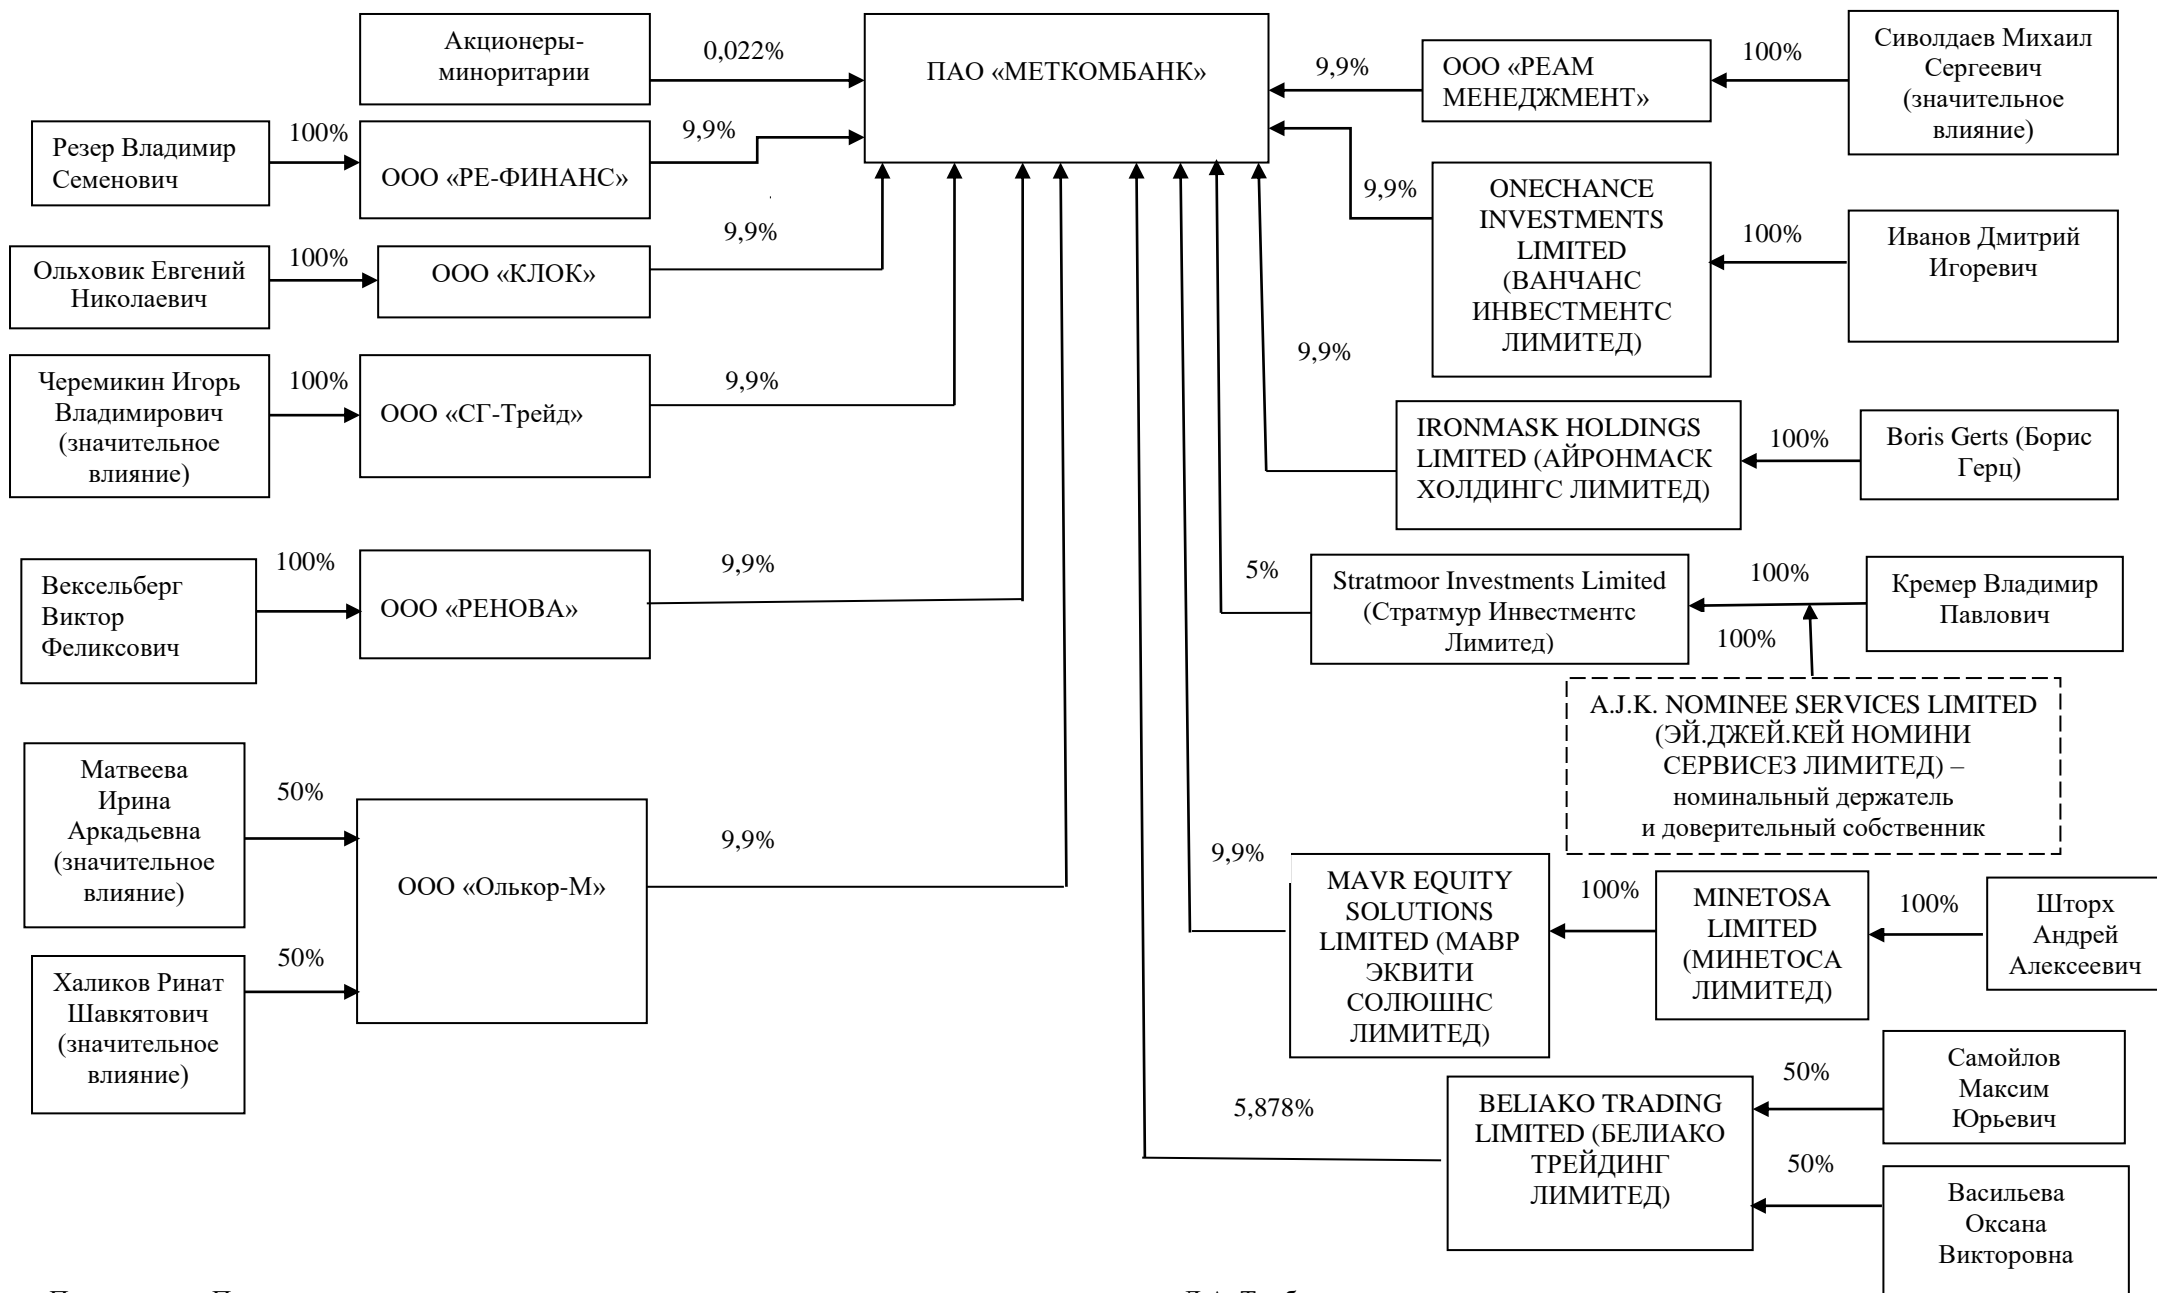 Акционеры-
миноритарии
0,022%
ПАО «МЕТКОМБАНК»
9,9%
ООО «РЕАМ
МЕНЕДЖМЕНТ»
100%
Сиволдаев Михаил
Сергеевич
(значительное
влияние)
Резер Владимир
Семенович
100%
ООО «РЕ-ФИНАНС»
9,9%
9,9%
ONECHANCE
INVESTMENTS
LIMITED
(ВАНЧАНС
ИНВЕСТМЕНТС
ЛИМИТЕД)
100%
Иванов Дмитрий
Игоревич
Ольховик Евгений
Николаевич
100%
ООО «КЛОК»
9,9%
Черемикин Игорь
Владимирович
(значительное
влияние)
100%
ООО «СГ-Трейд»
9,9%
9,9%
IRONMASK HOLDINGS
LIMITED (АЙРОНМАСК
ХОЛДИНГС ЛИМИТЕД)
100%
Boris Gerts (Борис
Герц)
Вексельберг
Виктор
Феликсович
100%
ООО «РЕНОВА»
9,9%
5%
Stratmoor Investments Limited
(Стратмур Инвестментс
Лимитед)
100%
100%
Кремер Владимир
Павлович
A.J.K. NOMINEE SERVICES LIMITED
(ЭЙ.ДЖЕЙ.КЕЙ НОМИНИ
СЕРВИСЕЗ ЛИМИТЕД) –
номинальный держатель
и доверительный собственник
Матвеева
Ирина
Аркадьевна
(значительное
влияние)
50%
ООО «Олькор-М»
9,9%
Халиков Ринат
Шавкятович
(значительное
влияние)
50%
9,9%
MAVR EQUITY
SOLUTIONS
LIMITED (МАВР
ЭКВИТИ
СОЛЮШНС
ЛИМИТЕД)
100%
MINETOSA
LIMITED
(МИНЕТОСА
ЛИМИТЕД)
100%
Шторх
Андрей
Алексеевич
5,878%
BELIAKO TRADING
LIMITED (БЕЛИАКО
ТРЕЙДИНГ
ЛИМИТЕД)
50%
Самойлов
Максим
Юрьевич
50%
Васильева
Оксана
Викторовна